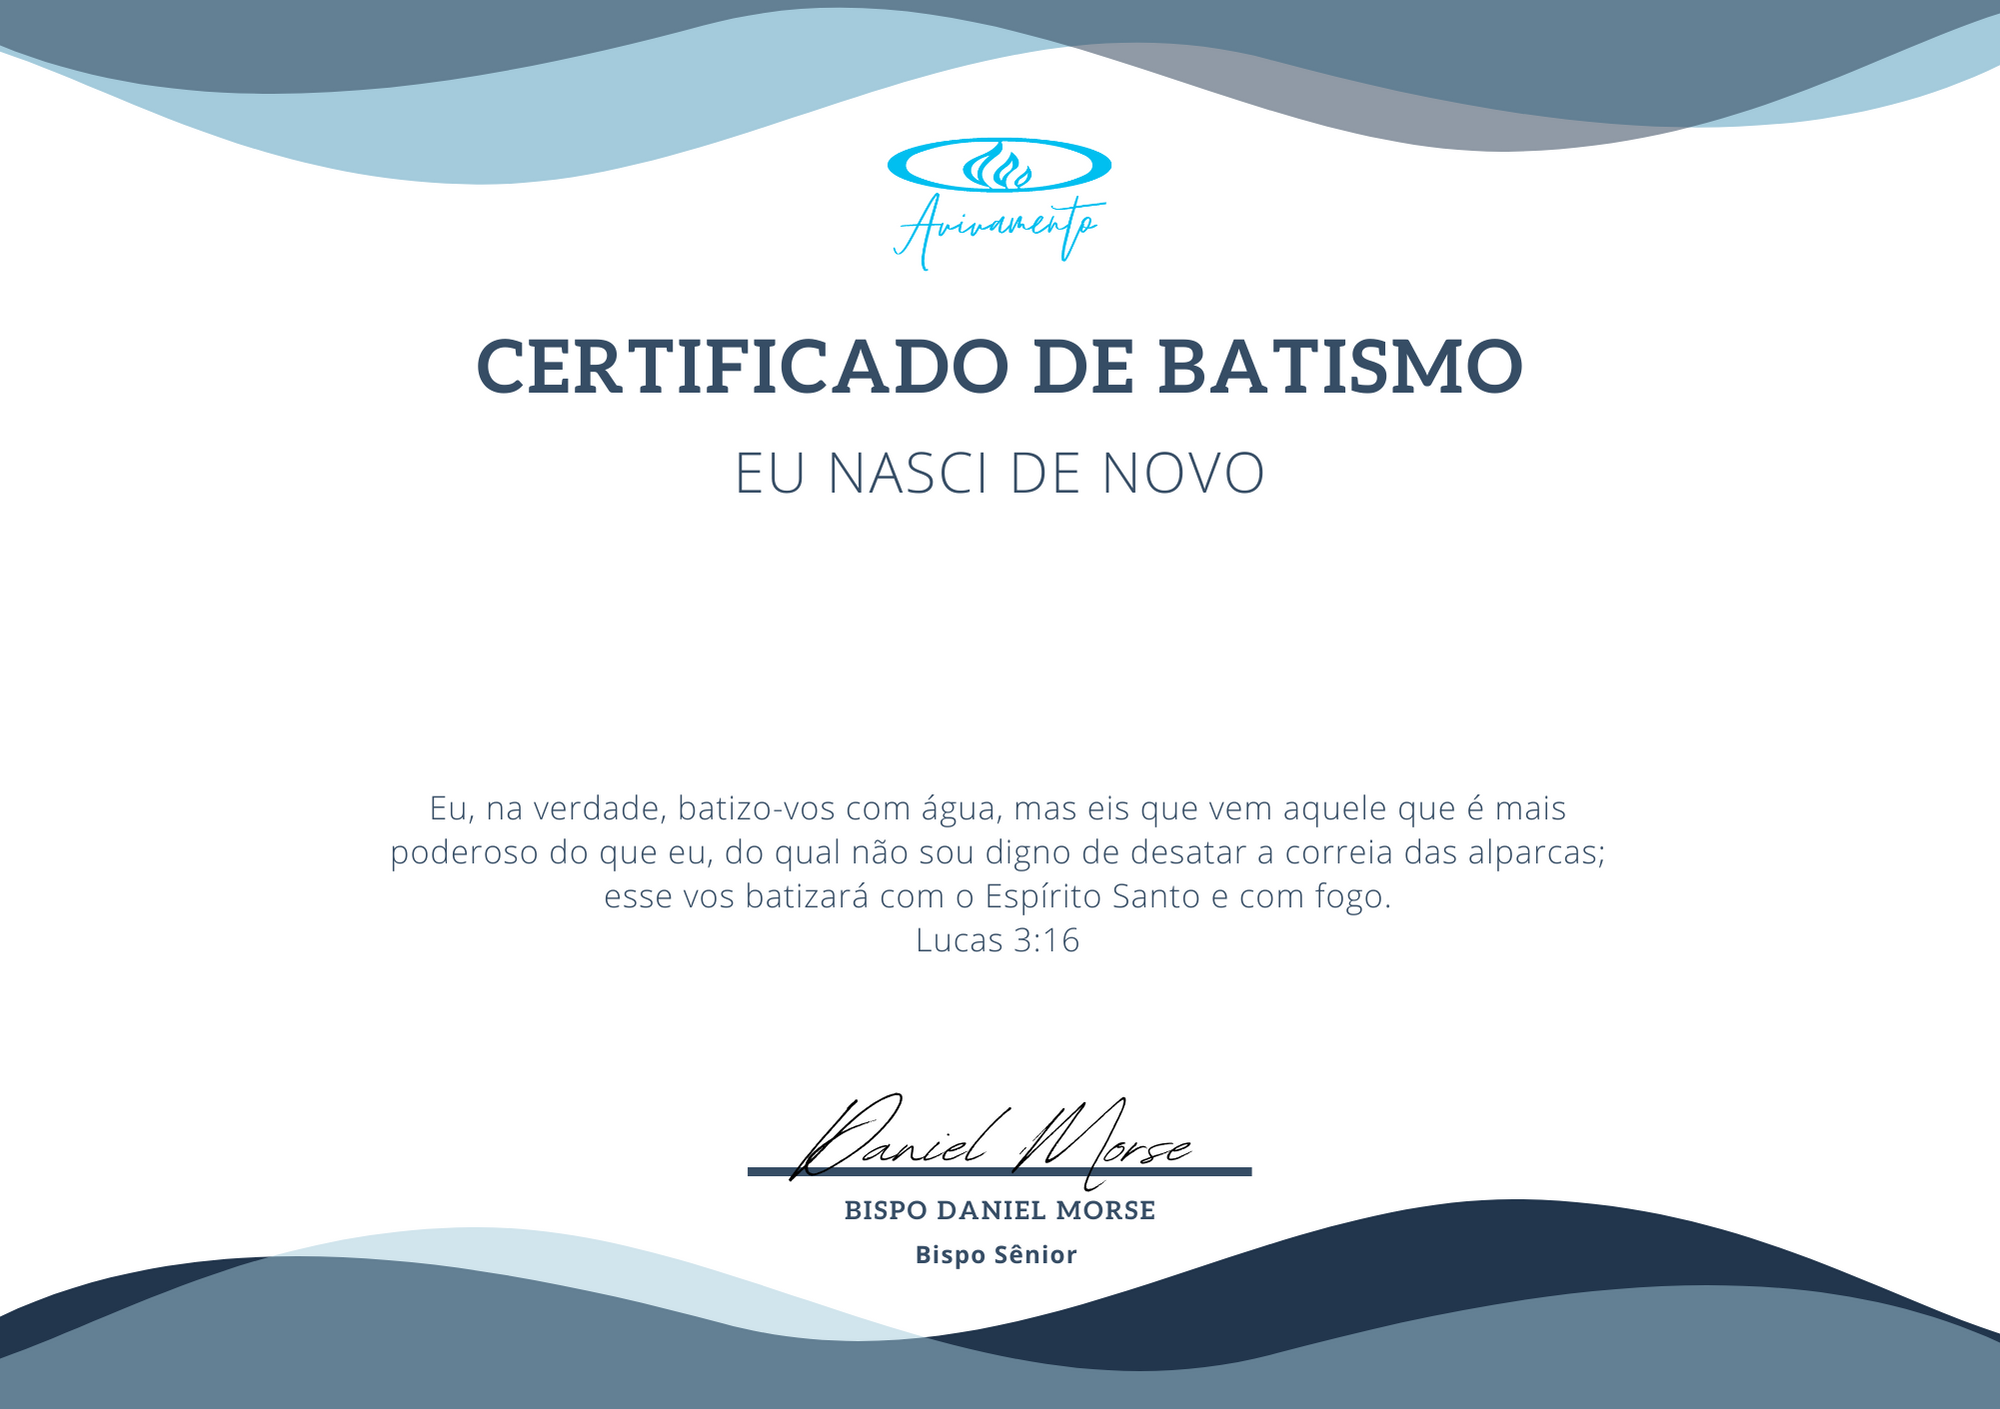 Avivamento
CERTIFICADO DE BATISMO
EU NASCI DE NOVO
Eu, na verdade, batizo-vos com água, mas eis que vem aquele que é mais
poderoso do que eu, do qual não sou digno de desatar a correia das alparcas;
esse vos batizará com o Espírito Santo e com fogo.
Lucas 3:16
Daniel Morse
BISPO DANIEL MORSE
Bispo Sênior